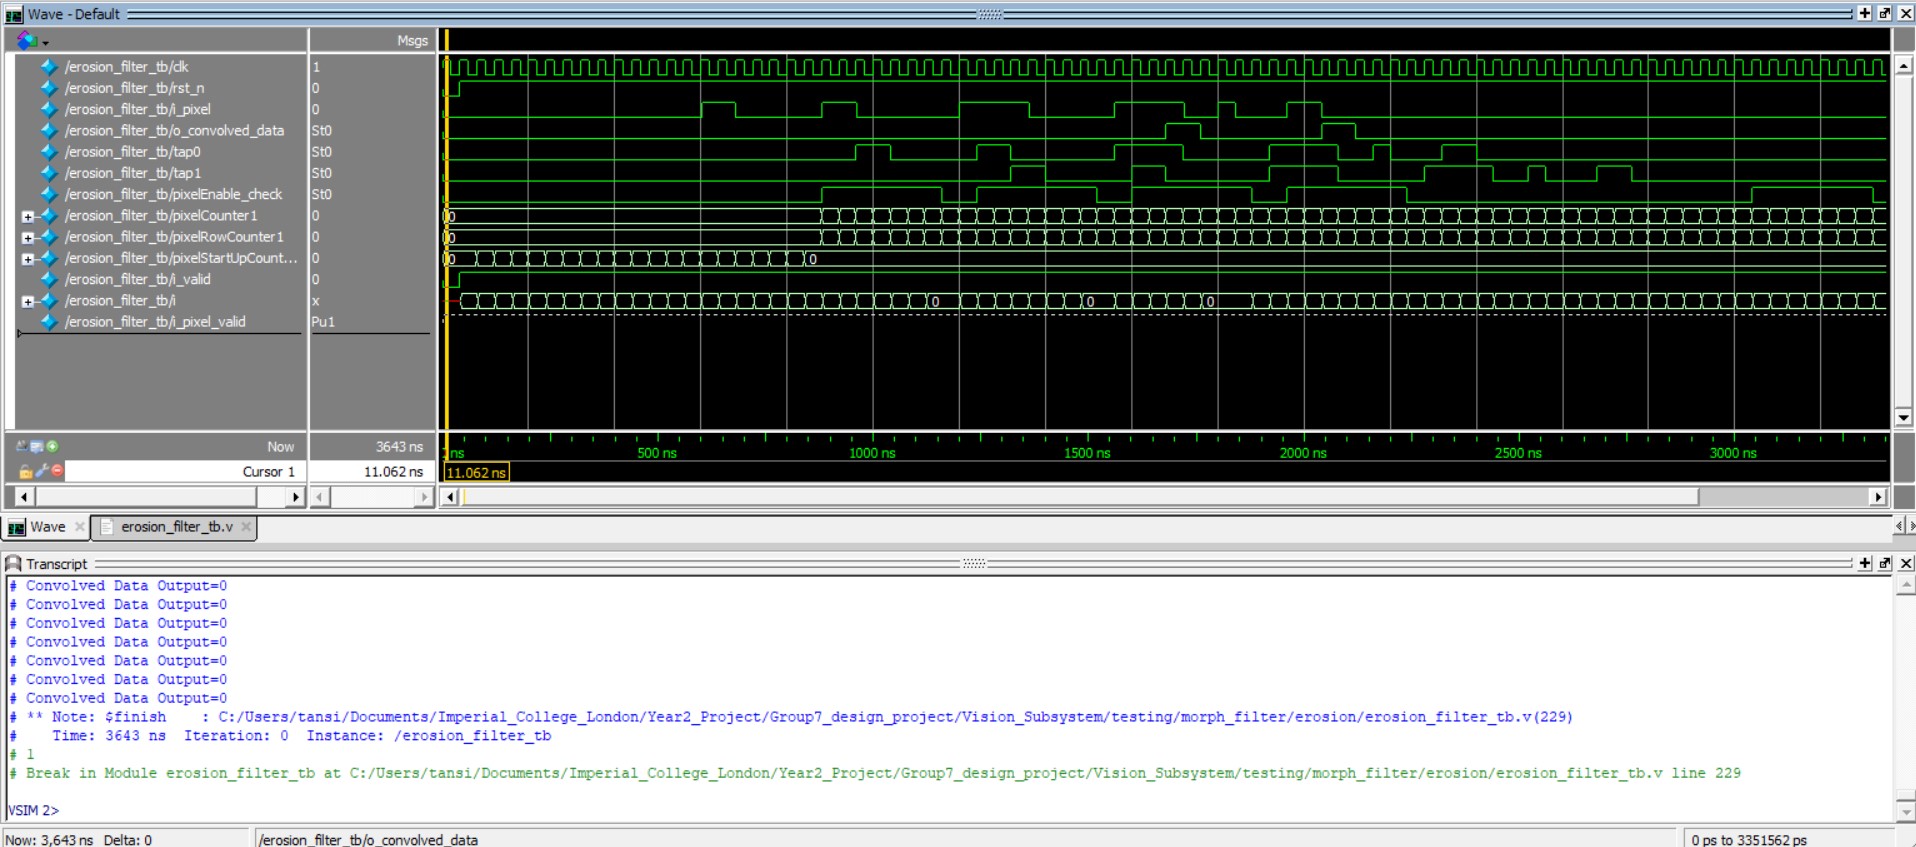 Wave - Default
Msgs
/erosion_filter_tb/clk 1
/erosion_filter_tb/rst_n 0
/erosion_filter_tb/i_pixel 0
/erosion_filter_tb/o_convolved_data St0
/erosion_filter_tb/tap0 St0
/erosion_filter_tb/tap1 St0
/erosion_filter_tb/pixelEnable_check St0
/erosion_filter_tb/pixelCounter1 0 0
/erosion_filter_tb/pixelRowCounter1 0 0
/erosion_filter_tb/pixelStartUpCount... 0 0 0
/erosion_filter_tb/i_valid 0
/erosion_filter_tb/i x 0 0 0
/erosion_filter_tb/i_pixel_valid Pu1
Now 3643 ns ns 500 ns 1000 ns 1500 ns 2000 ns 2500 ns 3000 ns
Cursor 1 11.062 ns 11.062 ns
Wave erosion_filter_tb.v
Transcript
# Convolved Data Output=0
# Convolved Data Output=0
# Convolved Data Output=0
# Convolved Data Output=0
# Convolved Data Output=0
# Convolved Data Output=0
# Convolved Data Output=0
# ** Note: $finish : C:/Users/tansi/Documents/Imperial_College_London/Year2_Project/Group7_design_project/Vision_Subsystem/testing/morph_filter/erosion/erosion_filter_tb.v(229)
# Time: 3643 ns Iteration: 0 Instance: /erosion_filter_tb
# 1
# Break in Module erosion_filter_tb at C:/Users/tansi/Documents/Imperial_College_London/Year2_Project/Group7_design_project/Vision_Subsystem/testing/morph_filter/erosion/erosion_filter_tb.v line 229
VSIM 2>
Now: 3,643 ns Delta: 0 /erosion_filter_tb/o_convolved_data 0 ps to 3351562 ps